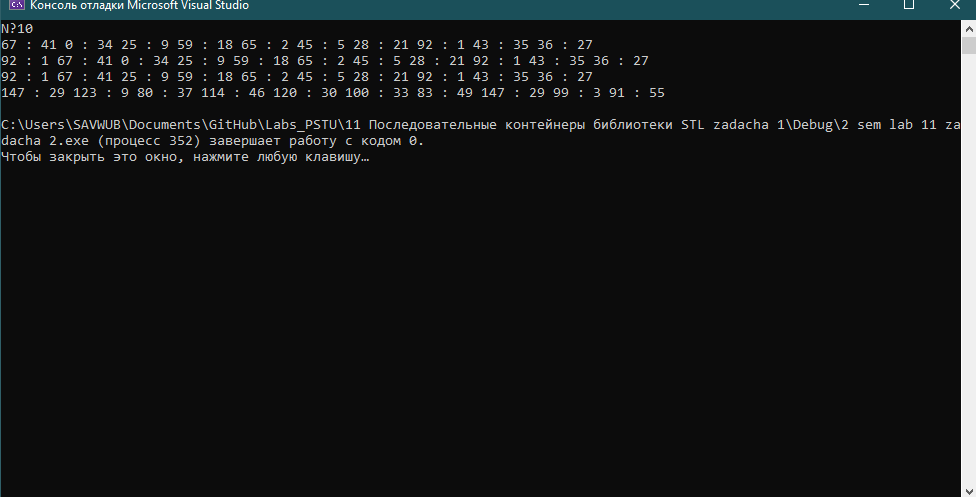 Консоль отладки Microsoft Visual Studio
N?10
67 : 41 0 : 34 25 : 9 59 : 18 65 : 2 45 : 5 28 : 21 92 : 1 43 : 35 36 : 27
92 : 1 67 : 41 0 : 34 25 : 9 59 : 18 65 : 2 45 : 5 28 : 21 92 : 1 43 : 35 36 : 27
92 : 1 67 : 41 25 : 9 59 : 18 65 : 2 45 : 5 28 : 21 92 : 1 43 : 35 36 : 27
147 : 29 123 : 9 80 : 37 114 : 46 120 : 30 100 : 33 83 : 49 147 : 29 99 : 3 91 : 55
C:\Users\SAVWUB\Documents\GitHub\Labs_PSTU\11 Последовательные контейнеры библиотеки STL zadacha 1\Debug\2 sem lab 11 za
dacha 2.exe (процесс 352) завершает работу с кодом 0.
Чтобы закрыть это окно, нажмите любую клавишу…